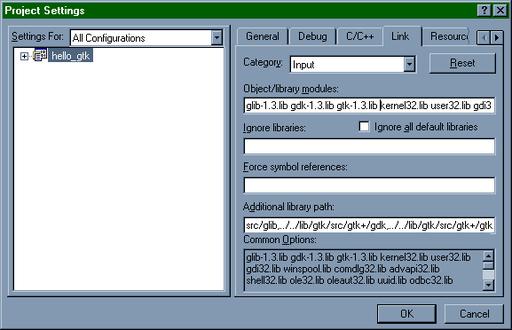 Project Settings
Settings For: All Configurations
hello_gtk
General Debug C/C++ Link Resourc
Category: Input Reset
Object/library modules:
glib-1.3.lib gdk-1.3.lib gtk-1.3.lib kernel32.lib user32.lib gdi3
Ignore libraries: Ignore all default libraries
Force symbol references:
Additional library path:
src/glib,../../lib/gtk/src/gtk+/gdk,../../lib/gtk/src/gtk+/gtk
Common Options:
glib-1.3.lib gdk-1.3.lib gtk-1.3.lib kernel32.lib user32.lib
gdi32.lib winspool.lib comdlg32.lib advapi32.lib
shell32.lib ole32.lib oleaut32.lib uuid.lib odbc32.lib
OK Cancel